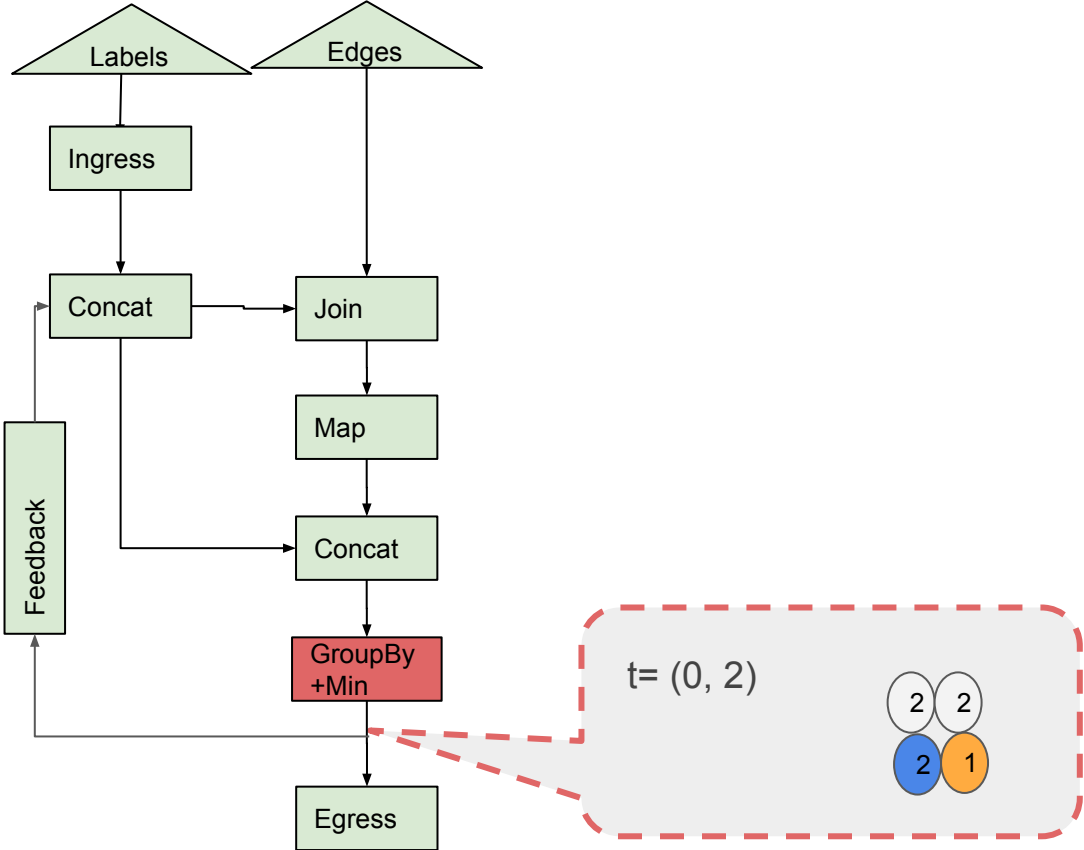 Labels
Edges
Ingress
Concat
Join
Map
Feedback
Concat
GroupBy
+Min
t= (0, 2)
2 2
2 1
Egress